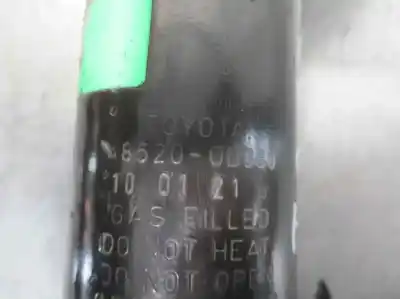 TOYOTA
10 01 21
GAS FILLED
DO NOT HEAT
DO NOT OPEN